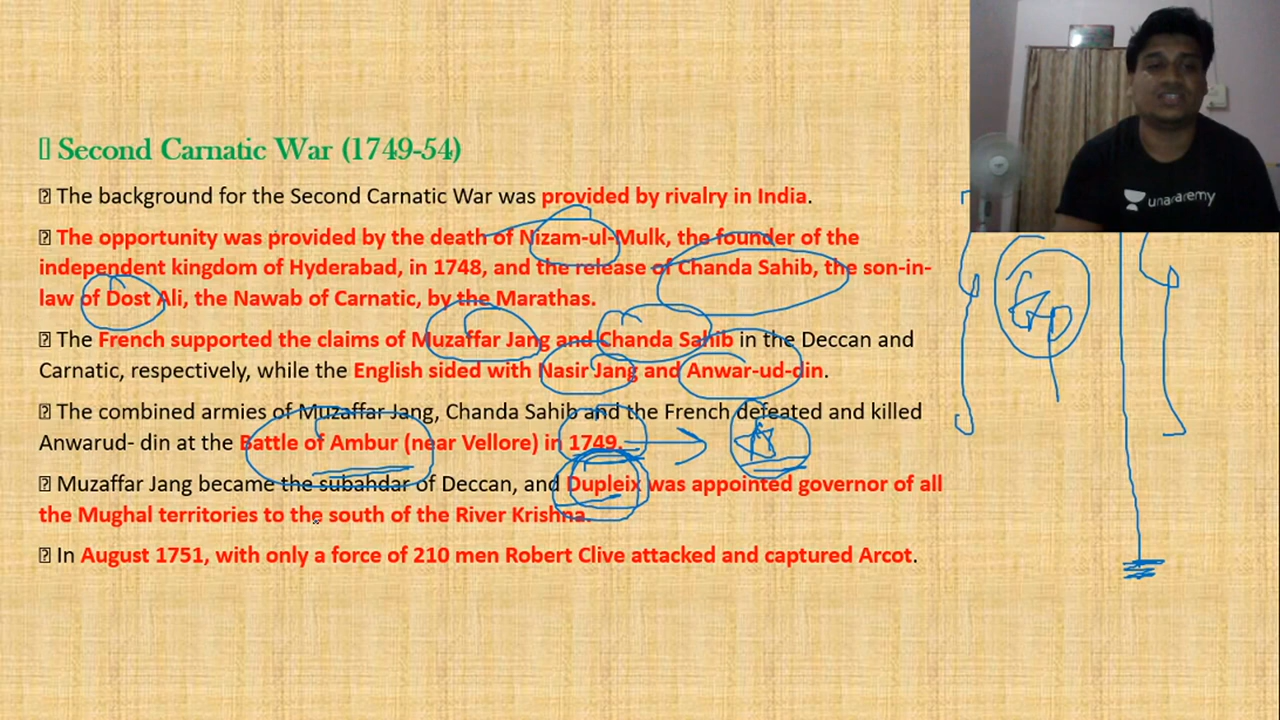 Second Carnatic War (1749-54)
The background for the Second Carnatic War was provided by rivalry in India.
The opportunity was provided by the death of Nizam-ul-Mulk, the founder of the
independent kingdom of Hyderabad, in 1748, and the release of Chanda Sahib, the son-in-
law of Dost Ali, the Nawab of Carnatic, by the Marathas.
The French supported the claims of Muzaffar Jang and Chanda Sahib in the Deccan and
Carnatic, respectively, while the English sided with Nasir Jang and Anwar-ud-din.
The combined armies of Muzaffar Jang, Chanda Sahib and the French defeated and killed
Anwarud- din at the Battle of Ambur (near Vellore) in 1749.
Muzaffar Jang became the subahdar of Deccan, and Dupleix was appointed governor of all
the Mughal territories to the south of the River Krishna.
In August 1751, with only a force of 210 men Robert Clive attacked and captured Arcot.
unacademy